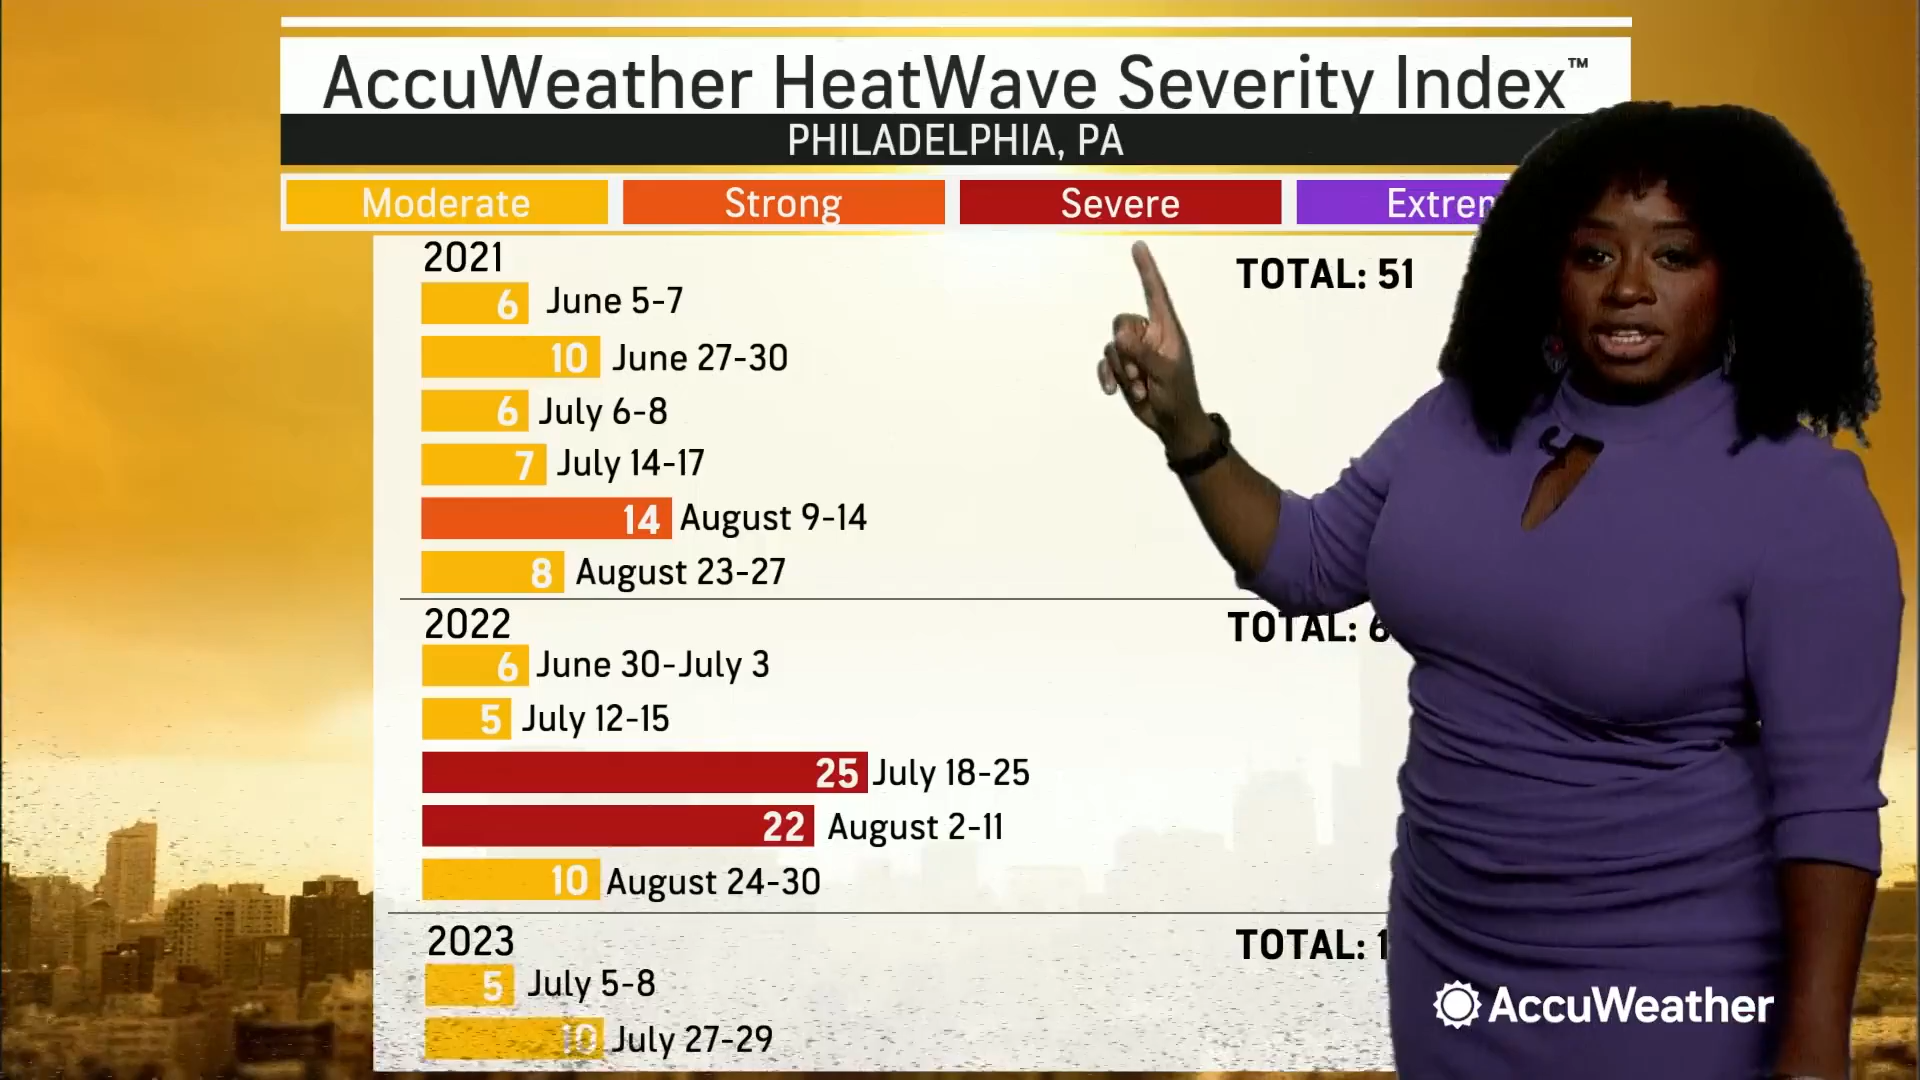 AccuWeather HeatWave Severity Index™
PHILADELPHIA, PA
Moderate Strong Severe
2021 TOTAL: 51
6 June 5-7
10 June 27-30
6 July 6-8
7 July 14-17
14 August 9-14
8 August 23-27
2022 TOTAL:
6 June 30-July 3
5 July 12-15
25 July 18-25
22 August 2-11
10 August 24-30
2023 TOTAL:
5 July 5-8
10 July 27-29
AccuWeather